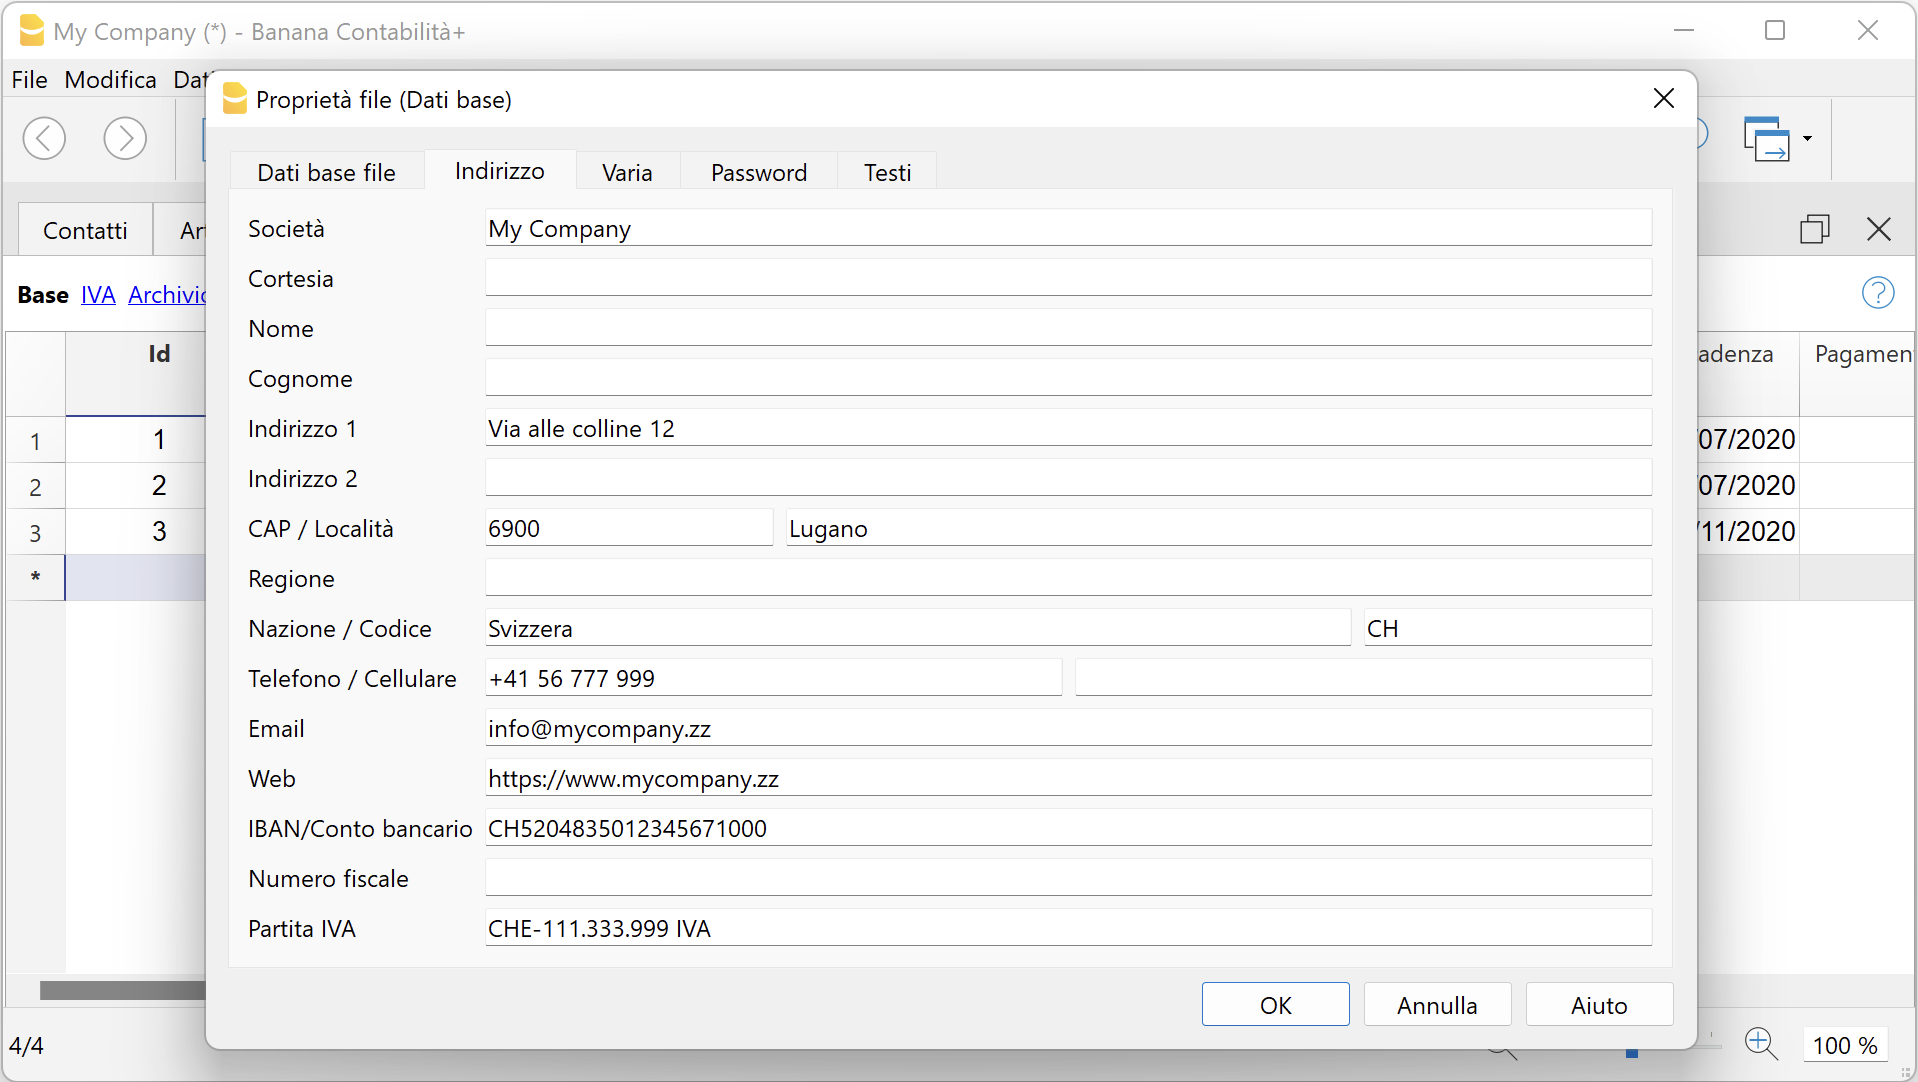 My Company (*) - Banana Contabilità+
File Modifica
Proprietà file (Dati base)
Dati base file Indirizzo Varia Password Testi
Contatti
Base IVA
Società My Company
Cortesia
Nome
Cognome
Indirizzo 1 Via alle colline 12
Indirizzo 2
CAP / Località 6900 Lugano
Regione
Nazione / Codice Svizzera CH
Telefono / Cellulare +41 56 777 999
Email info@mycompany.zz
Web https://www.mycompany.zz
IBAN/Conto bancario CH5204835012345671000
Numero fiscale
Partita IVA CHE-111.333.999 IVA
OK Annulla Aiuto
Id
1 1
2 2
3 3
*
adenza Pagamen
/07/2020
/07/2020
/11/2020
?
4/4
100 %